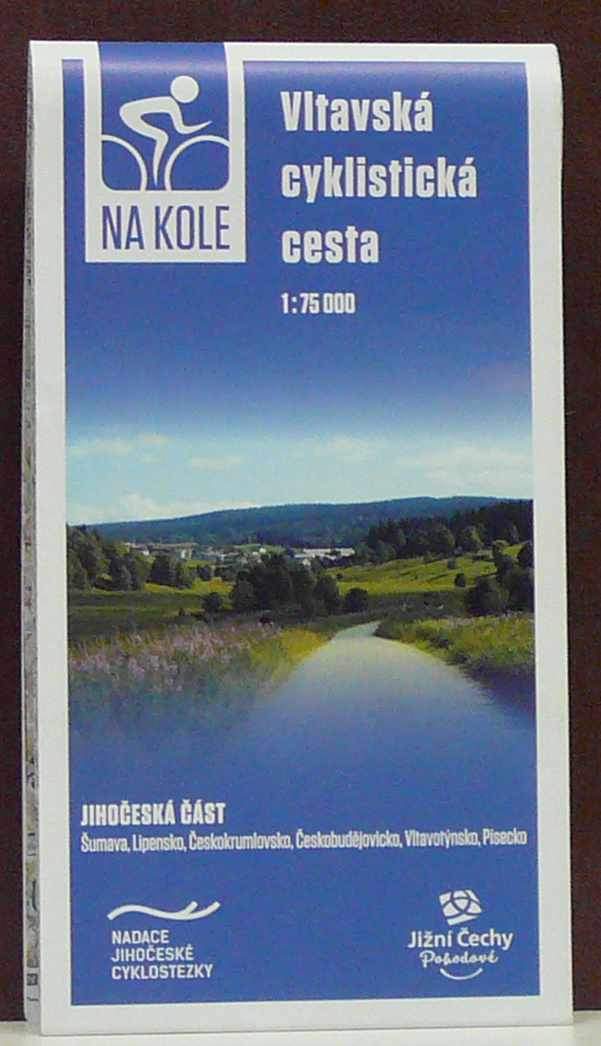 NA KOLE
Vltavská
cyklistická
cesta
1:75 000
JIHOČESKÁ ČÁST
Šumava, Lipensko, Českokrumlovsko, Českobudějovicko, Vltavotýnsko, Písecko
NADACE
JIHOČESKÉ
CYKLOSTEZKY
Jižní Čechy
Pohodové